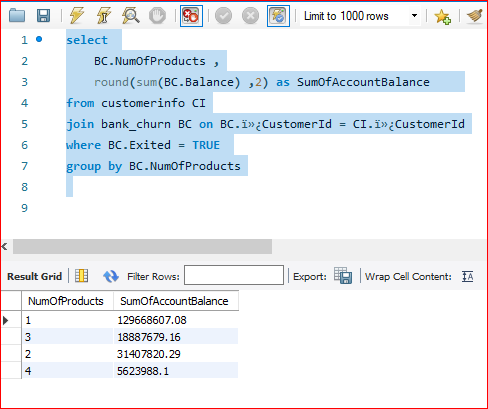 Limit to 1000 rows
1 select
2 BC.NumOfProducts ,
3 round(sum(BC.Balance) ,2) as SumOfAccountBalance
4 from customerinfo CI
5 join bank_churn BC on BC.ï»¿CustomerId = CI.ï»¿CustomerId
6 where BC.Exited = TRUE
7 group by BC.NumOfProducts
8
9
Result Grid Filter Rows: Export: Wrap Cell Content: IA
NumOfProducts SumOfAccountBalance
1 129668607.08
3 18887679.16
2 31407820.29
4 5623988.1